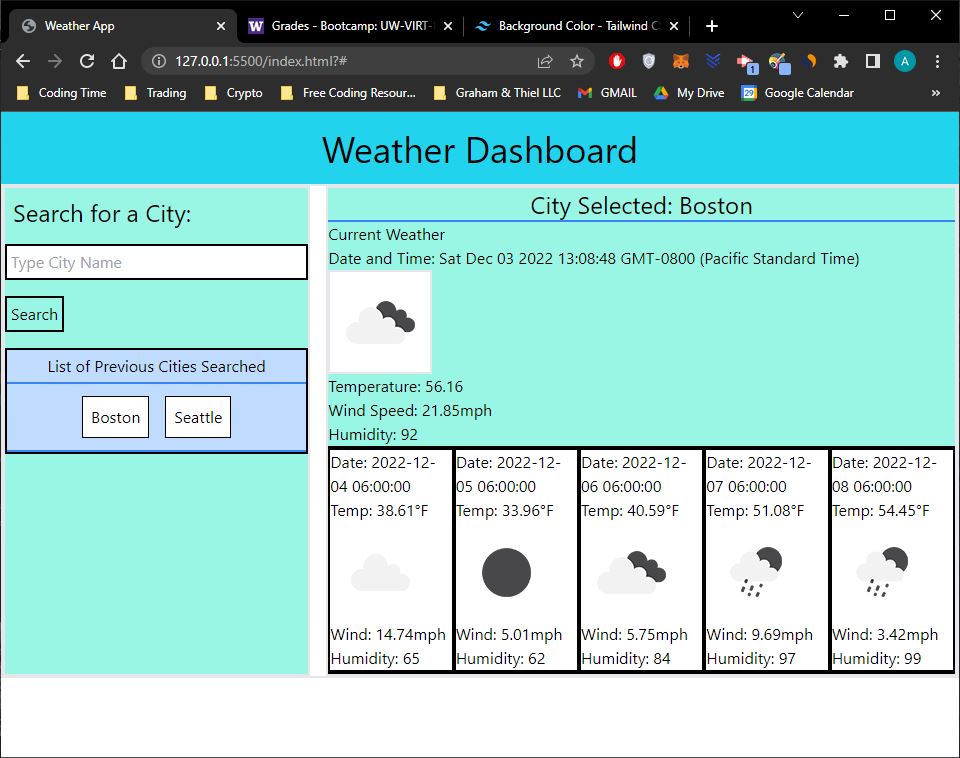 Weather App
Grades - Bootcamp: UW-VIRT-
Background Color - Tailwind C
127.0.0.1:5500/index.html?#
1
A
Coding Time
Trading
Crypto
Free Coding Resour...
Graham & Thiel LLC
GMAIL
My Drive
29
Google Calendar
»
Weather Dashboard
Search for a City:
Type City Name
Search
List of Previous Cities Searched
Boston
Seattle
City Selected: Boston
Current Weather
Date and Time: Sat Dec 03 2022 13:08:48 GMT-0800 (Pacific Standard Time)
Temperature: 56.16
Wind Speed: 21.85mph
Humidity: 92
Date: 2022-12-
04 06:00:00
Temp: 38.61°F
Wind: 14.74mph
Humidity: 65
Date: 2022-12-
05 06:00:00
Temp: 33.96°F
Wind: 5.01mph
Humidity: 62
Date: 2022-12-
06 06:00:00
Temp: 40.59°F
Wind: 5.75mph
Humidity: 84
Date: 2022-12-
07 06:00:00
Temp: 51.08°F
Wind: 9.69mph
Humidity: 97
Date: 2022-12-
08 06:00:00
Temp: 54.45°F
Wind: 3.42mph
Humidity: 99